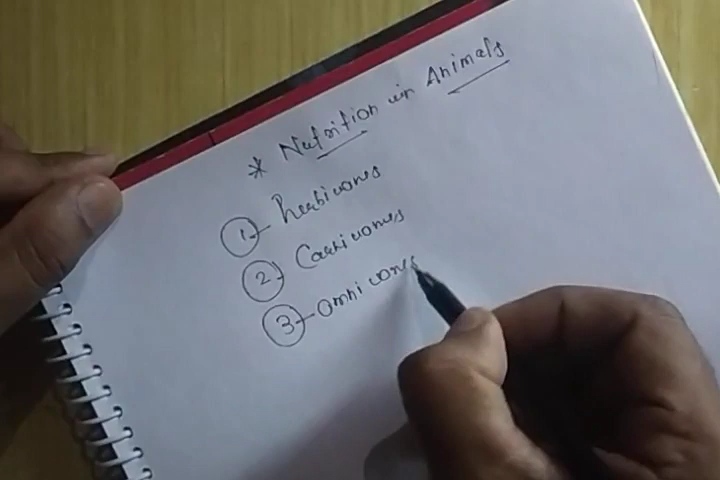 * Nutrition in Animals
1 - herbivores
2 Carnivores
3 - Omnivores